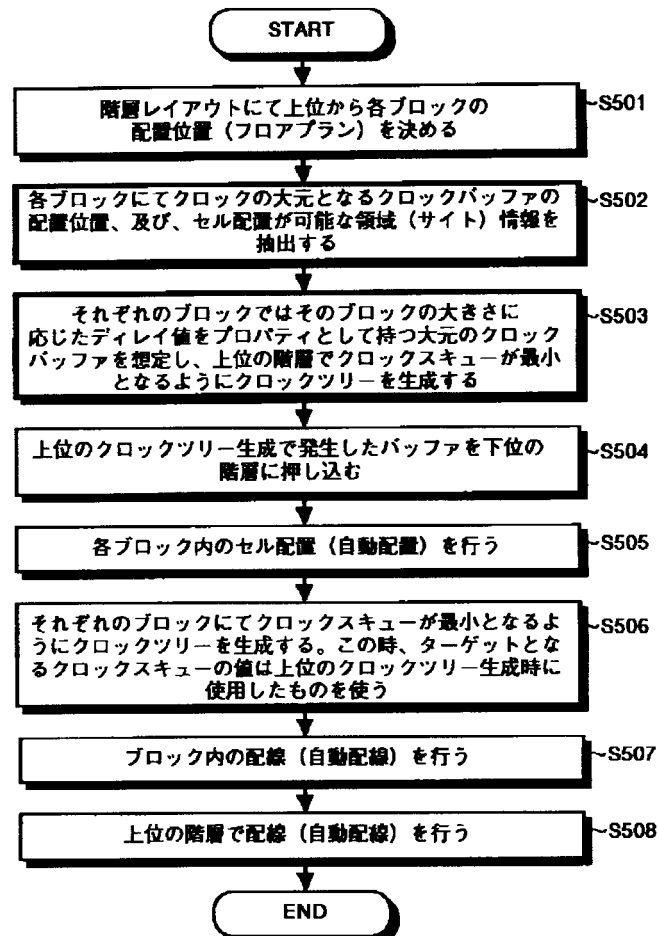 START
階層レイアウトにて上位から各ブロックの
配置位置（フロアプラン）を決める
S501
各ブロックにてクロックの大元となるクロックバッファの
配置位置、及び、セル配置が可能な領域（サイト）情報を
抽出する
S502
それぞれのブロックではそのブロックの大きさに
応じたディレイ値をプロパティとして持つ大元のクロック
バッファを想定し、上位の階層でクロックスキューが最小
となるようにクロックツリーを生成する
S503
上位のクロックツリー生成で発生したバッファを下位の
階層に押し込む
S504
各ブロック内のセル配置（自動配置）を行う
S505
それぞれのブロックにてクロックスキューが最小となる
ようにクロックツリーを生成する。この時、ターゲットとな
るクロックスキューの値は上位のクロックツリー生成時に
使用したものを使う
S506
ブロック内の配線（自動配線）を行う
S507
上位の階層で配線（自動配線）を行う
S508
END